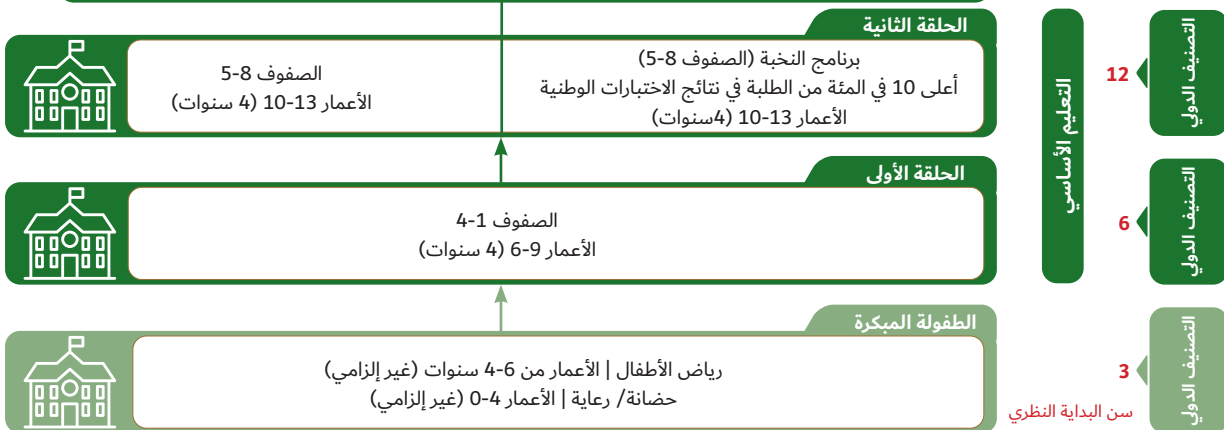 الحلقة الثانية
برنامج النخبة (الصفوف 8-5)
أعلى 10 في المئة من الطلبة في نتائج الاختبارات الوطنية
الأعمار 13-10 (4سنوات)
الصفوف 8-5
الأعمار 13-10 (4 سنوات)
الحلقة الأولى
الصفوف 1-4
الأعمار 9-6 (4 سنوات)
الطفولة المبكرة
رياض الأطفال | الأعمار من 6-4 سنوات (غير إلزامي)
حضانة/ رعاية | الأعمار 4-0 (غير إلزامي)
التعليم الأساسي
التصنيف الدولي
12
التصنيف الدولي
6
التصنيف الدولي
3
سن البداية النظري